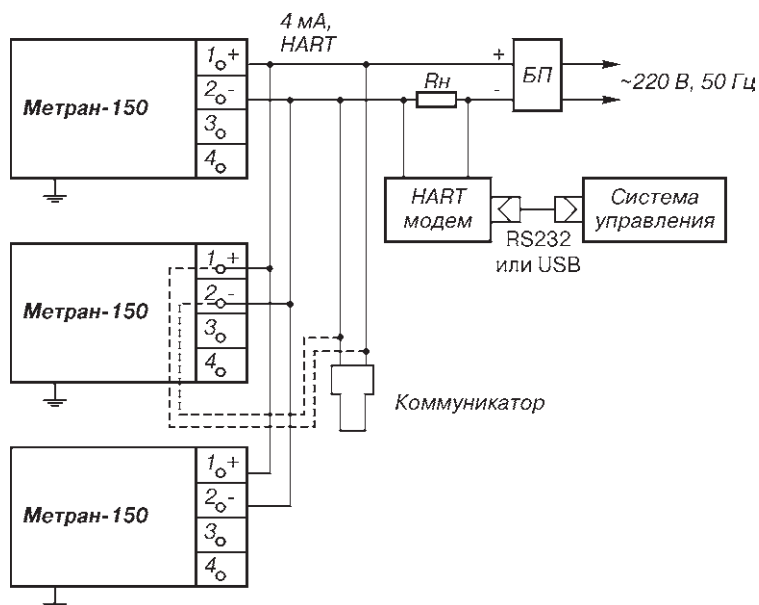 4 мА,
HART
Метран-150
1 +
2 -
3
4
+
-
Rн
БП
~220 В, 50 Гц
HART
модем
RS232
или USB
Система
управления
Метран-150
1 +
2 -
3
4
Коммуникатор
Метран-150
1 +
2 -
3
4